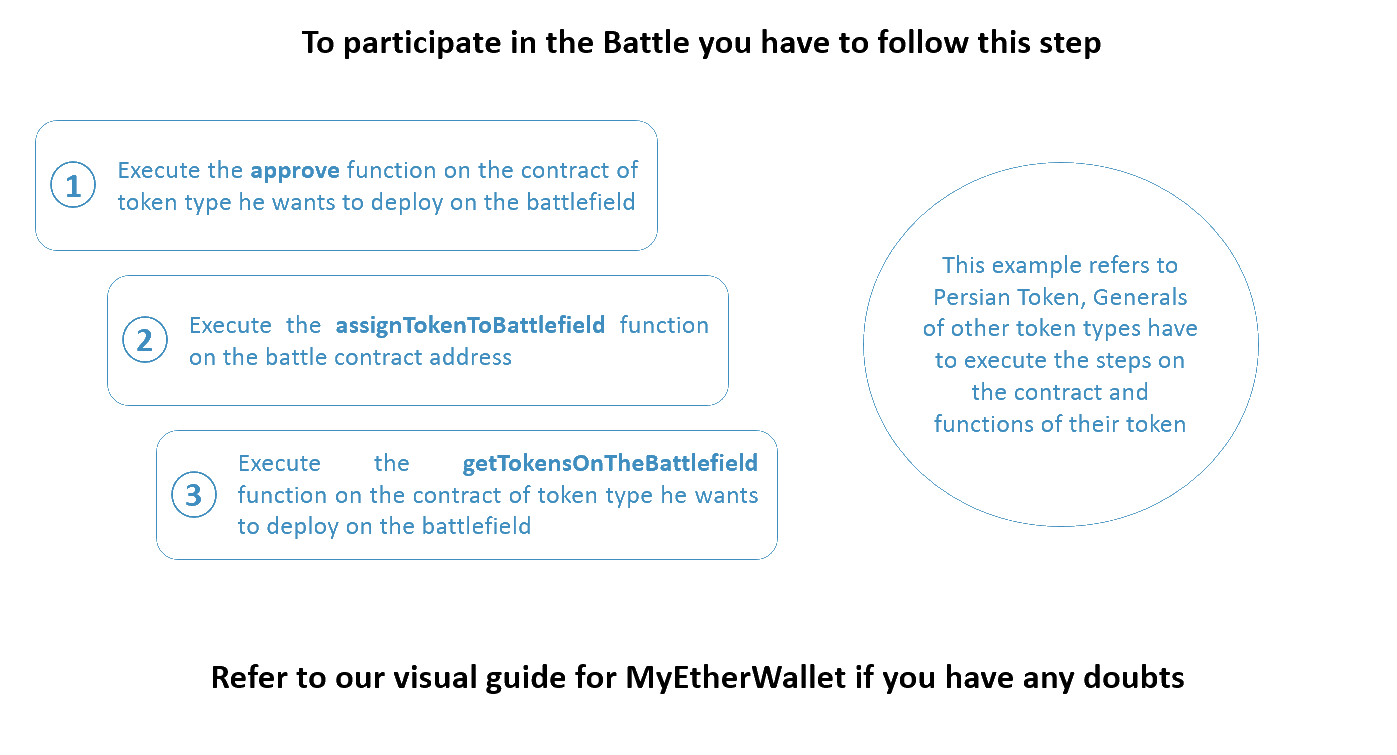 To participate in the Battle you have to follow this step
1
Execute the approve function on the contract of
token type he wants to deploy on the battlefield
2
Execute the assignTokenToBattlefield function
on the battle contract address
3
Execute the getTokensOnTheBattlefield
function on the contract of token type he wants
to deploy on the battlefield
This example refers to
Persian Token, Generals
of other token types have
to execute the steps on
the contract and
functions of their token
Refer to our visual guide for MyEtherWallet if you have any doubts